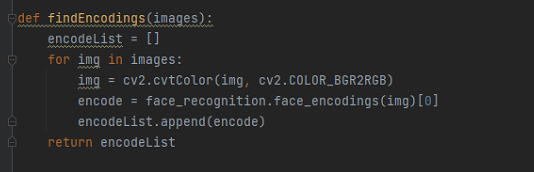 def findEncodings(images):
    encodeList = []
    for img in images:
        img = cv2.cvtColor(img, cv2.COLOR_BGR2RGB)
        encode = face_recognition.face_encodings(img)[0]
        encodeList.append(encode)
    return encodeList